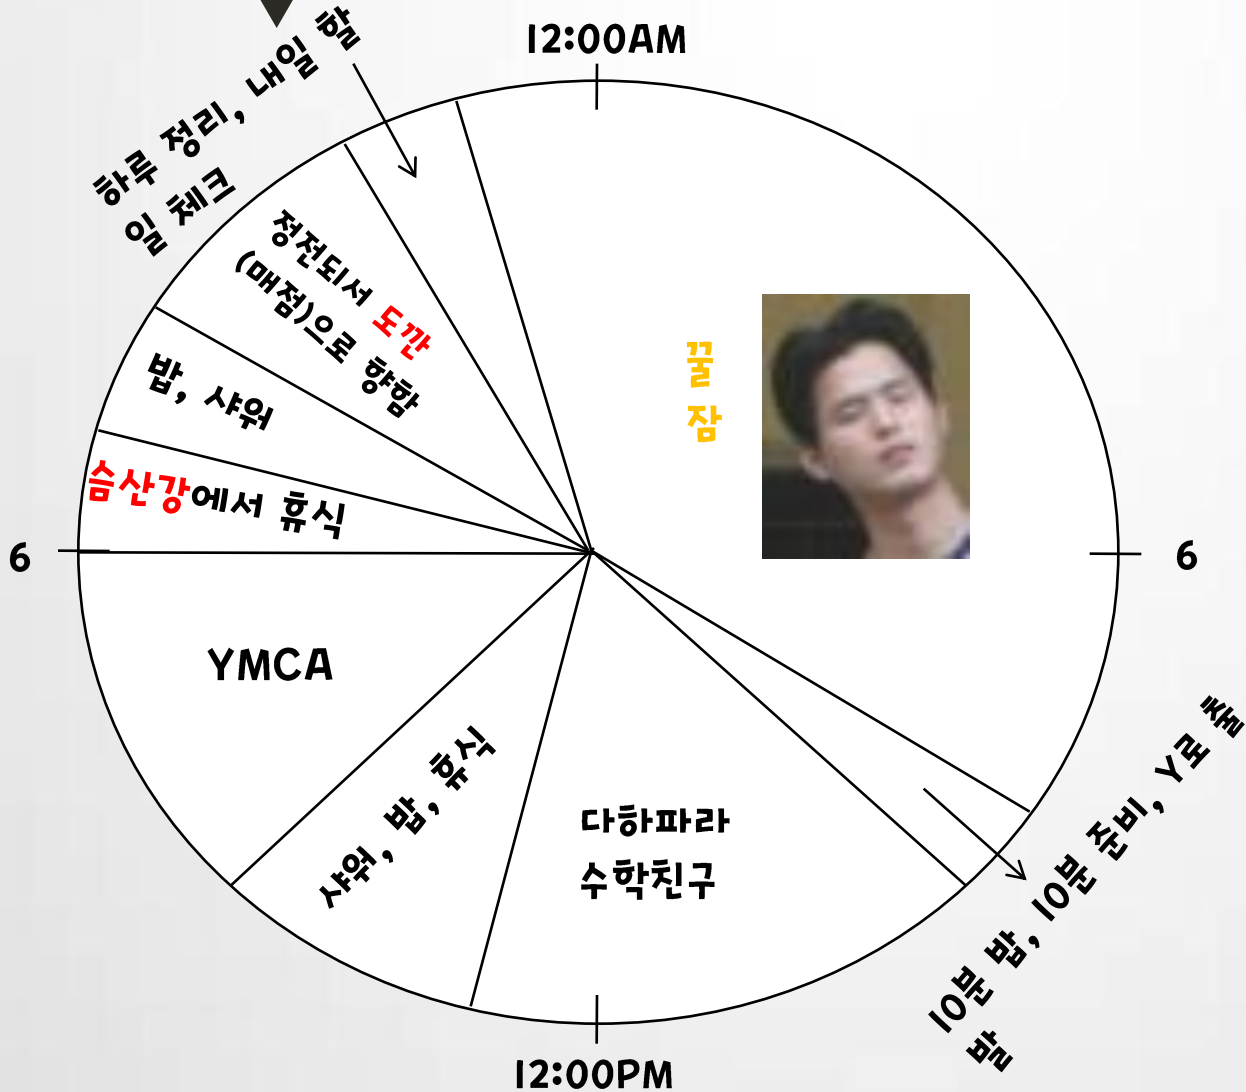 12:00AM
하루 정리, 내일 할
일 체크
정전되서 도깐
(매점)으로 향함
꿀
잠
밥, 샤워
슴산강에서 휴식
6
6
YMCA
샤워, 밥, 휴식
다하파라
수학친구
10분 밥, 10분 준비, Y로 출
발
12:00PM